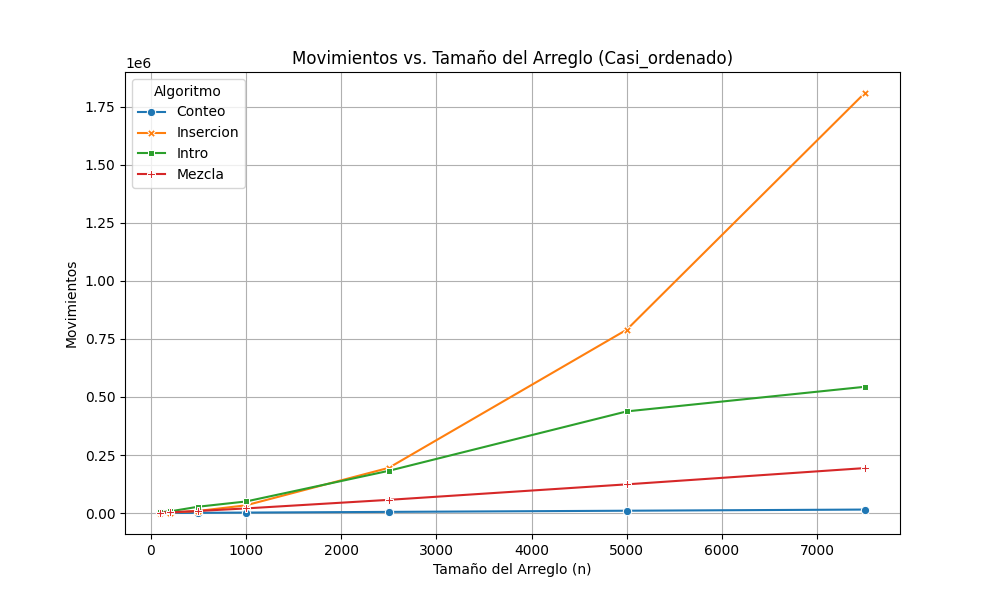 Movimientos vs. Tamaño del Arreglo (Casi_ordenado)
1e6
Algoritmo
Conteo
Insercion
Intro
Mezcla
1.75
1.50
1.25
1.00
0.75
0.50
0.25
0.00
Movimientos
0 1000 2000 3000 4000 5000 6000 7000
Tamaño del Arreglo (n)